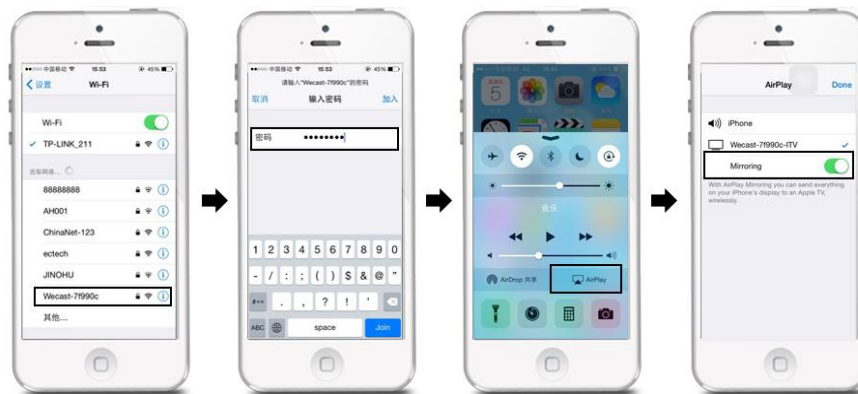 中国移动 15:53 45%
设置 Wi-Fi
Wi-Fi
TP-LINK_211
选取网络...
88888888
AH001
ChinaNet-123
ectech
JINOHU
Wecast-7f990c
其他...
中国移动 15:53 45%
请输入“Wecast-7f990c”的密码
取消 输入密码 加入
密码 ••••••••
1 2 3 4 5 6 7 8 9 0
- / : ; ( ) $ & @ "
#+= . , ? ! '
ABC space Join
5
音乐
AirDrop 共享 AirPlay
AirPlay Done
iPhone
Wecast-7f990c-ITV
Mirroring
With AirPlay Mirroring you can send everything
on your iPhone's display to an Apple TV,
wirelessly.